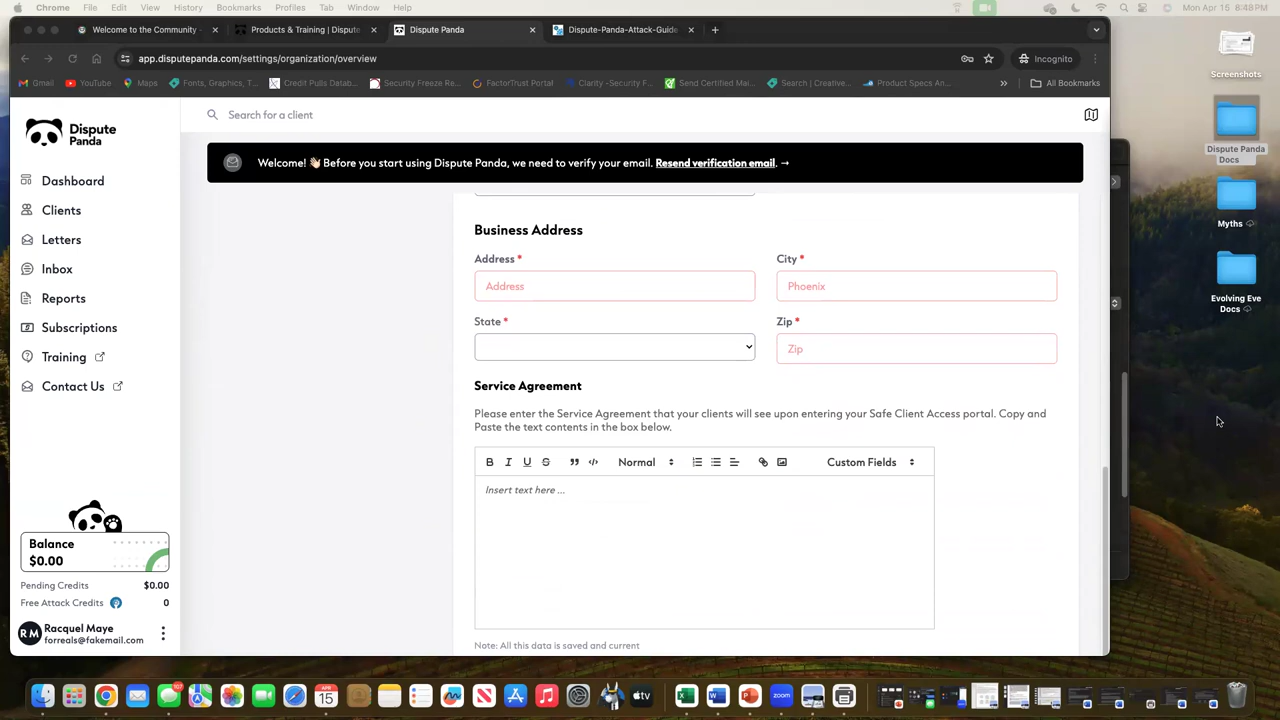 Chrome File Edit View History Bookmarks Profiles Tab Window Help Mon Apr 15 8:48 PM
Welcome to the Community - Products & Training | Dispute Dispute Panda Dispute-Panda-Attack-Guide
app.disputepanda.com/settings/organization/overview Incognito
Gmail YouTube Maps Fonts, Graphics, T... Credit Pulls Dispute... Security Freeze Re... FactorTrust Portal Clarity -Security F... Send Certified Mai... Search | Creative... Product Specs An... » All Bookmarks
Dispute Panda
Search for a client
Welcome! 👋🏻 Before you start using Dispute Panda, we need to verify your email. Resend verification email. →
Dashboard
Clients
Letters
Inbox
Reports
Subscriptions
Training
Contact Us
Balance
$0.00
Pending Credits $0.00
Free Attack Credits 0
RM Racquel Maye
forreals@fakemail.com
Business Address
Address * City *
Address Phoenix
State * Zip *
Zip
Service Agreement
Please enter the Service Agreement that your clients will see upon entering your Safe Client Access portal. Copy and
Paste the text contents in the box below.
B I U S Normal Custom Fields
Insert text here ...
Note: All this data is saved and current
Screenshots
Dispute Panda
Docs
Myths
Evolving Eve
Docs
APR
15
tv
zoom